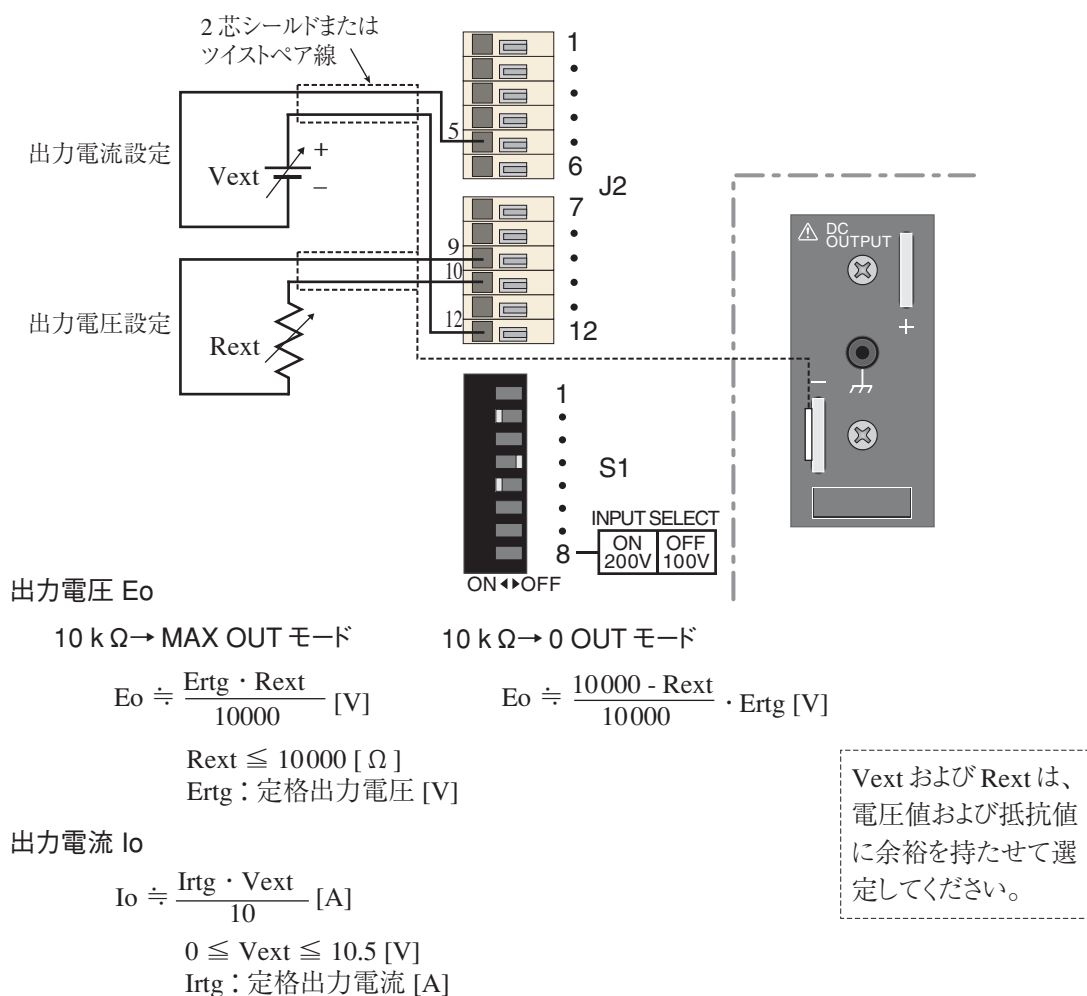 2 芯シールドまたは
ツイストペア線
出力電流設定
Vext
+
−
5
1
6
J2
7
9
10
12
12
出力電圧設定
Rext
⚠ DC
OUTPUT
+
−
1
S1
8
INPUT SELECT
ON
200V
OFF
100V
ON◀▶OFF
出力電圧 Eo
10 k Ω→ MAX OUT モード
Eo ≒ Ertg・Rext / 10000 [V]
Rext ≦ 10000 [ Ω ]
Ertg：定格出力電圧 [V]
10 k Ω→ 0 OUT モード
Eo ≒ 10000 - Rext / 10000 ・Ertg [V]
出力電流 Io
Io ≒ Irtg・Vext / 10 [A]
0 ≦ Vext ≦ 10.5 [V]
Irtg：定格出力電流 [A]
Vext および Rext は、
電圧値および抵抗値
に余裕を持たせて選
定してください。